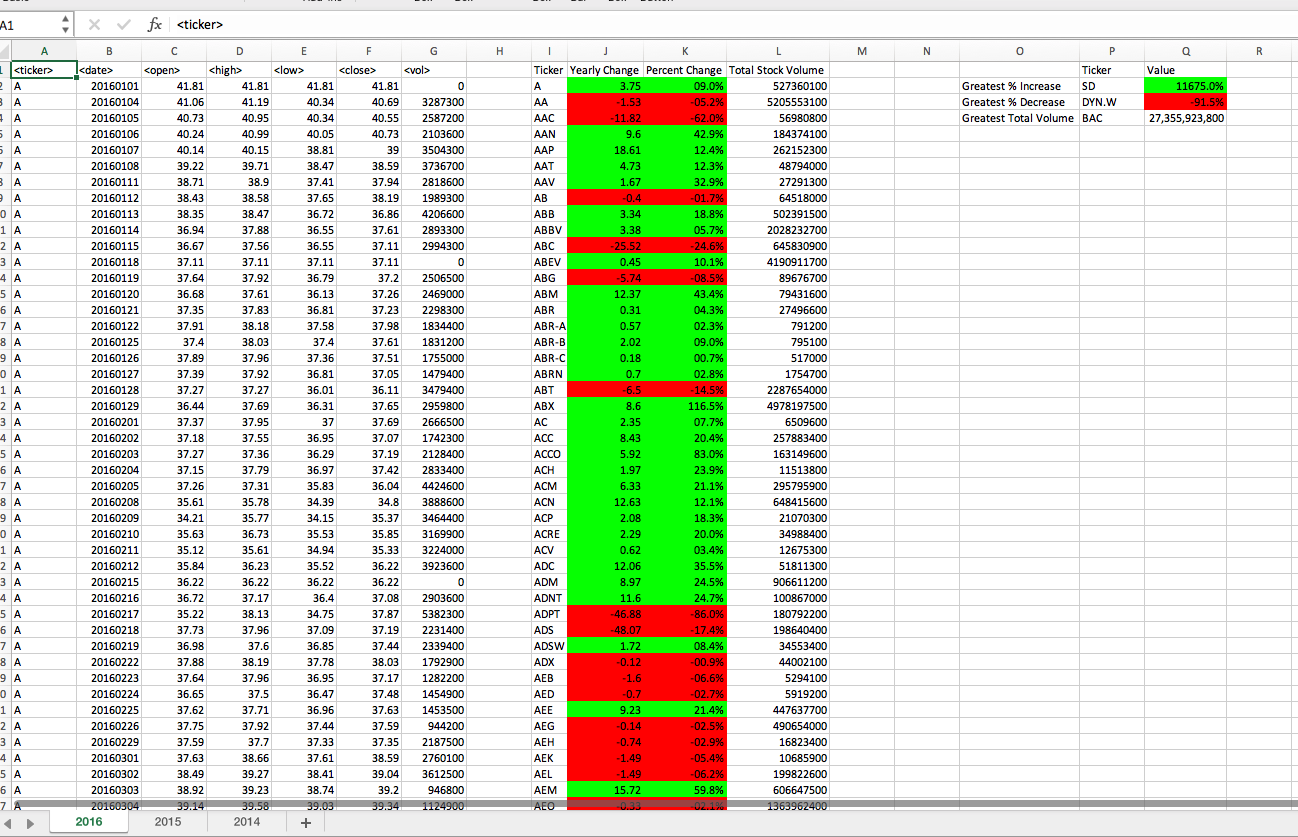 A1 fx <ticker>
A B C D E F G H I J K L M N O P Q R
<ticker> <date> <open> <high> <low> <close> <vol> Ticker Yearly Change Percent Change Total Stock Volume Ticker Value
A 20160101 41.81 41.81 41.81 41.81 0 A 3.75 09.0% 527360100 Greatest % Increase SD 11675.0%
A 20160104 41.06 41.19 40.34 40.69 3287300 AA -1.53 -05.2% 5205553100 Greatest % Decrease DYN.W -91.5%
A 20160105 40.73 40.95 40.34 40.55 2587200 AAC -11.82 -62.0% 56980800 Greatest Total Volume BAC 27,355,923,800
A 20160106 40.24 40.99 40.05 40.73 2103600 AAN 9.6 42.9% 184374100
A 20160107 40.14 40.15 38.81 39 3504300 AAP 18.61 12.4% 262152300
A 20160108 39.22 39.71 38.47 38.59 3736700 AAT 4.73 12.3% 48794000
A 20160111 38.71 38.9 37.41 37.94 2818600 AAV 1.67 32.9% 27291300
A 20160112 38.43 38.58 37.65 38.19 1989300 AB -0.4 -01.7% 64518000
A 20160113 38.35 38.47 36.72 36.86 4206600 ABB 3.34 18.8% 502391500
A 20160114 36.94 37.88 36.55 37.61 2893300 ABBV 3.38 05.7% 2028232700
A 20160115 36.67 37.56 36.55 37.11 2994300 ABC -25.52 -24.6% 645830900
A 20160118 37.11 37.11 37.11 37.11 0 ABEV 0.45 10.1% 4190911700
A 20160119 37.64 37.92 36.79 37.2 2506500 ABG -5.74 -08.5% 89676700
A 20160120 36.68 37.61 36.13 37.26 2469000 ABM 12.37 43.4% 79431600
A 20160121 37.35 37.83 36.81 37.23 2298300 ABR 0.31 04.3% 27496600
A 20160122 37.91 38.18 37.58 37.98 1834400 ABR-A 0.57 02.3% 791200
A 20160125 37.4 38.03 37.4 37.61 1831200 ABR-B 2.02 09.0% 795100
A 20160126 37.89 37.96 37.36 37.51 1755000 ABR-C 0.18 00.7% 517000
A 20160127 37.39 37.92 36.81 37.05 1479400 ABRN 0.7 02.8% 1754700
A 20160128 37.27 37.27 36.01 36.11 3479400 ABT -6.5 -14.5% 2287654000
A 20160129 36.44 37.69 36.31 37.65 2959800 ABX 8.6 116.5% 4978197500
A 20160201 37.37 37.95 37 37.69 2666500 AC 2.35 07.7% 6509600
A 20160202 37.18 37.55 36.95 37.07 1742300 ACC 8.43 20.4% 257883400
A 20160203 37.27 37.36 36.29 37.19 2128400 ACCO 5.92 83.0% 163149600
A 20160204 37.15 37.79 36.97 37.42 2833400 ACH 1.97 23.9% 11513800
A 20160205 37.26 37.31 35.83 36.04 4424600 ACM 6.33 21.1% 295795900
A 20160208 35.61 35.78 34.39 34.8 3888600 ACN 12.63 12.1% 648415600
A 20160209 34.21 35.77 34.15 35.37 3464400 ACP 2.08 18.3% 21070300
A 20160210 35.63 36.73 35.53 35.85 3169900 ACRE 2.29 20.0% 34988400
A 20160211 35.12 35.61 34.94 35.33 3224000 ACV 0.62 03.4% 12675300
A 20160212 35.84 36.23 35.52 36.22 3923600 ADC 12.06 35.5% 51811300
A 20160215 36.22 36.22 36.22 36.22 0 ADM 8.97 24.5% 906611200
A 20160216 36.72 37.17 36.4 37.08 2903600 ADNT 11.6 24.7% 100867000
A 20160217 35.22 38.13 34.75 37.87 5382300 ADPT -46.88 -86.0% 180792200
A 20160218 37.73 37.96 37.09 37.19 2231400 ADS -48.07 -17.4% 198640400
A 20160219 36.98 37.6 36.85 37.44 2339400 ADSW 1.72 08.4% 34553400
A 20160222 37.88 38.19 37.78 38.03 1792900 ADX -0.12 -00.9% 44002100
A 20160223 37.64 37.96 36.95 37.17 1282200 AEB -1.6 -06.6% 5294100
A 20160224 36.65 37.5 36.47 37.48 1454900 AED -0.7 -02.7% 5919200
A 20160225 37.62 37.71 36.96 37.63 1453500 AEE 9.23 21.4% 447637700
A 20160226 37.75 37.92 37.44 37.59 944200 AEG -0.14 -02.5% 490654000
A 20160229 37.59 37.7 37.33 37.35 2187500 AEH -0.74 -02.9% 16823400
A 20160301 37.63 38.66 37.61 38.59 2760100 AEK -1.49 -05.4% 10685900
A 20160302 38.49 39.27 38.41 39.04 3612500 AEL -1.49 -06.2% 199822600
A 20160303 38.92 39.23 38.74 39.2 946800 AEM 15.72 59.8% 606647500
A 20160304 39.14 39.58 39.03 39.34 1124900 AEO -0.33 -02.1% 1363962400
2016 2015 2014 +